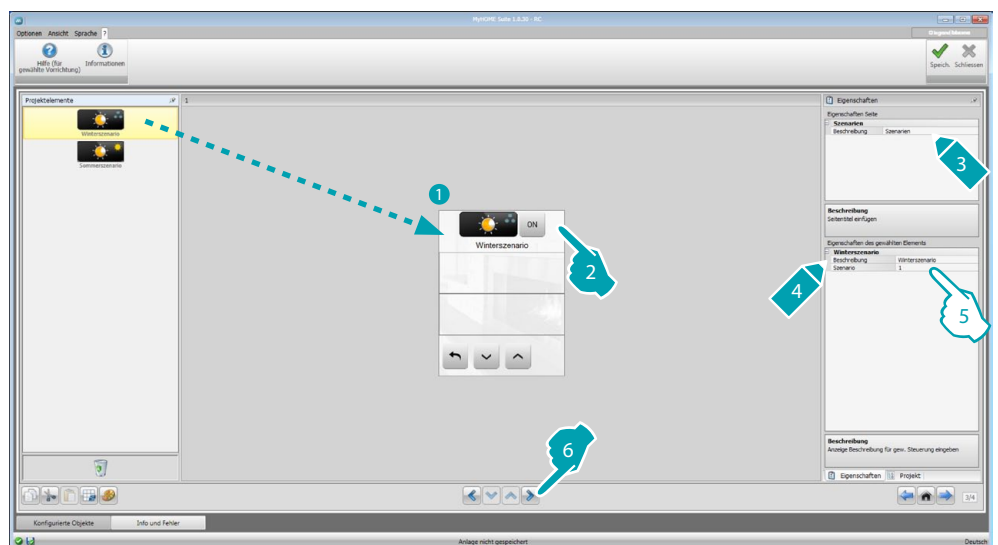 MyHOME Suite 1.0.30 - RC
Optionen Ansicht Sprache ?
Hilfe (für gewählte Vorrichtung)
Informationen
Speich. Schliessen
Projektelemente
Winterszenario
Sommerszenario
1
1
ON
Winterszenario
2
Eigenschaften
Eigenschaften Seite
Szenarien
Beschreibung Szenarien
3
Beschreibung
Seitentitel einfügen
Eigenschaften des gewählten Elements
Winterszenario
Beschreibung Winterszenario
Szenario 1
4
5
6
Beschreibung
Anzeige Beschreibung für gew. Steuerung eingeben
Eigenschaften Projekt
3/4
Konfigurierte Objekte Info und Fehler
Anlage nicht gespeichert
Deutsch